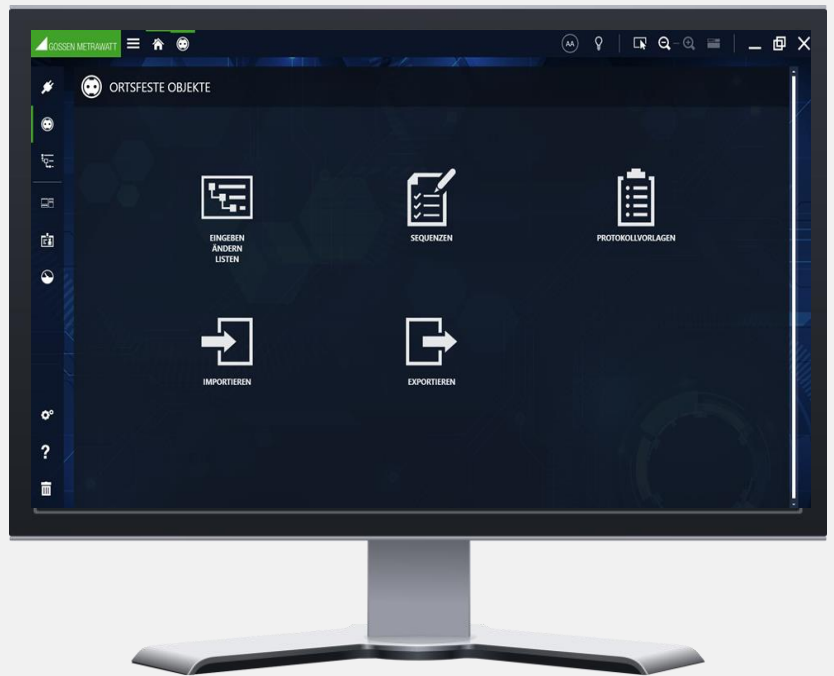 GOSSEN METRAWATT
AA
ORTSFESTE OBJEKTE
EINGEBEN
ÄNDERN
LISTEN
SEQUENZEN
PROTOKOLLVORLAGEN
IMPORTIEREN
EXPORTIEREN
?